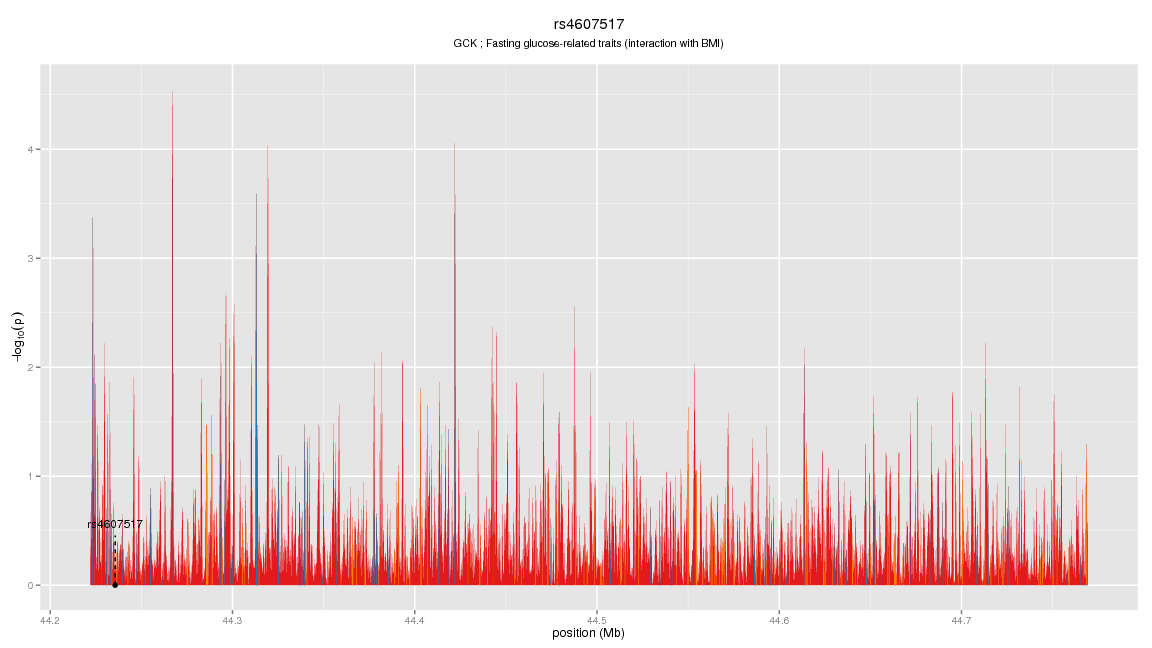 rs4607517
GCK ; Fasting glucose-related traits (interaction with BMI)
−log10(p)
4
3
2
1
0
rs4607517
44.2 44.3 44.4 44.5 44.6 44.7
position (Mb)